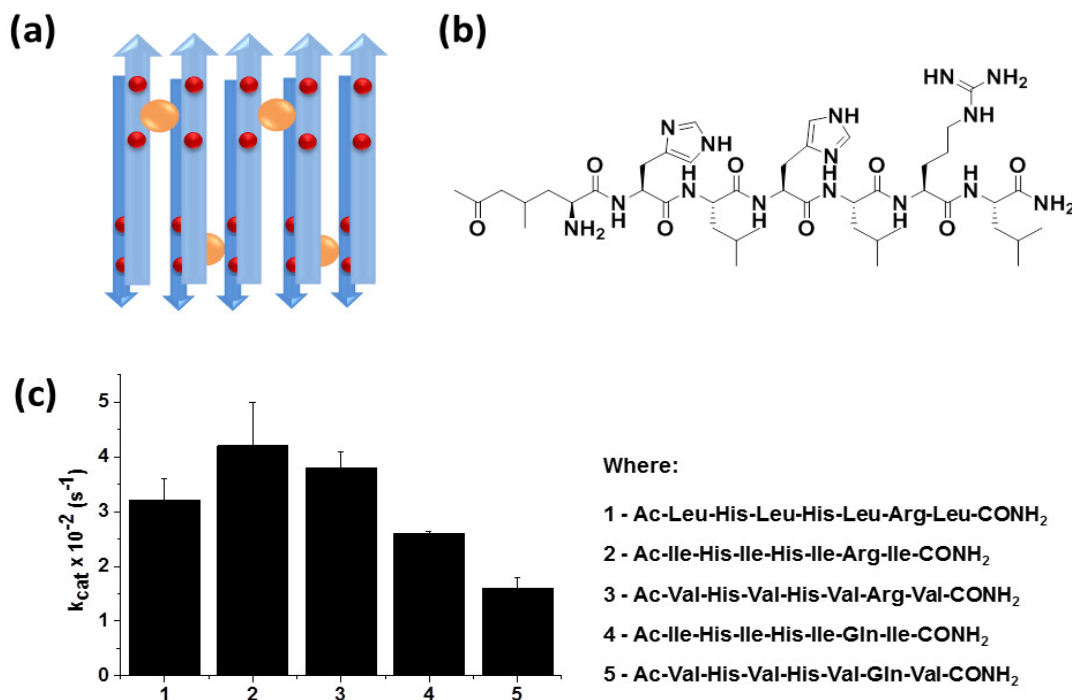 (a)
(b)
HN
NH₂
NH
N
NH
NH
N
O
O
H
N
O
H
N
O
H
N
O
NH₂
O
NH₂
N
H
O
N
H
O
N
H
O
(c)
5
4
3
2
1
0
kcat x 10⁻² (s⁻¹)
1
2
3
4
5
Where:
1 - Ac-Leu-His-Leu-His-Leu-Arg-Leu-CONH₂
2 - Ac-Ile-His-Ile-His-Ile-Arg-Ile-CONH₂
3 - Ac-Val-His-Val-His-Val-Arg-Val-CONH₂
4 - Ac-Ile-His-Ile-His-Ile-Gln-Ile-CONH₂
5 - Ac-Val-His-Val-His-Val-Gln-Val-CONH₂